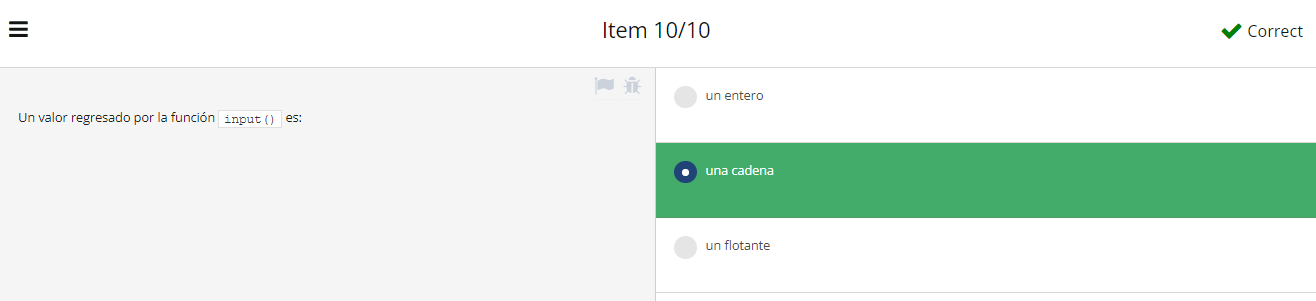 Item 10/10
Correct
Un valor regresado por la función input() es:
un entero
una cadena
un flotante